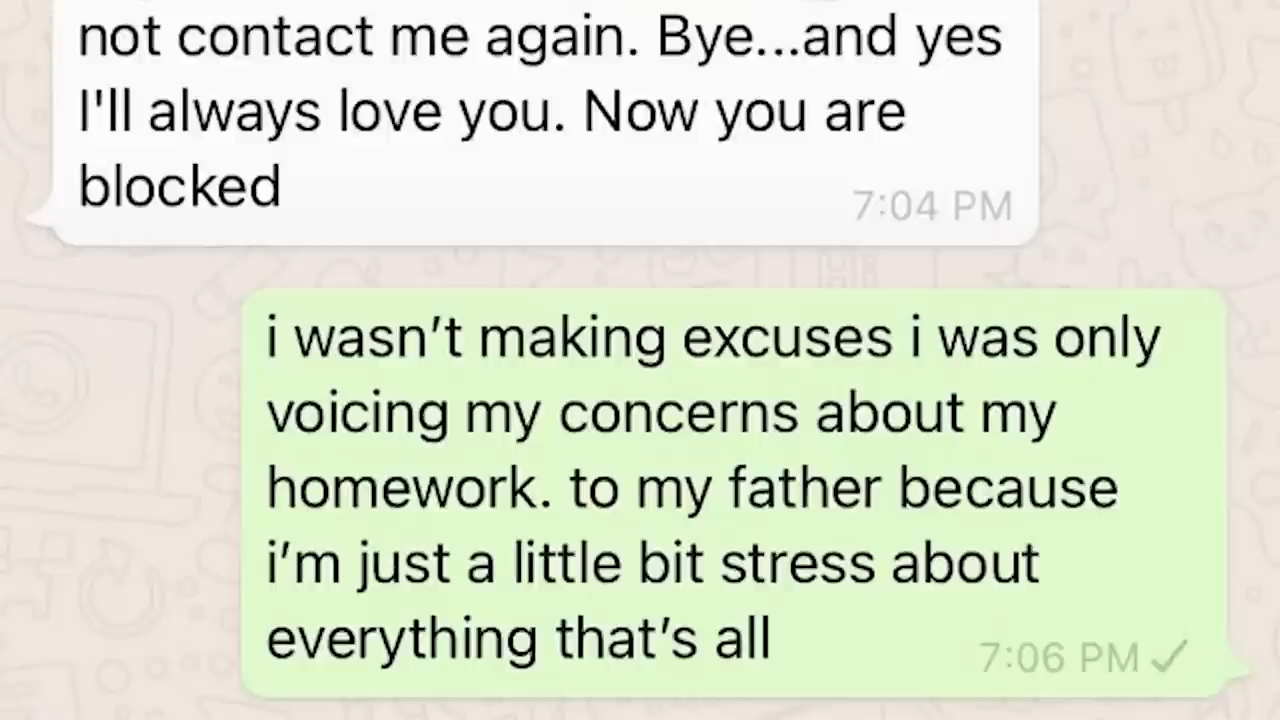 not contact me again. Bye...and yes
I'll always love you. Now you are
blocked
7:04 PM
i wasn’t making excuses i was only
voicing my concerns about my
homework. to my father because
i’m just a little bit stress about
everything that’s all
7:06 PM